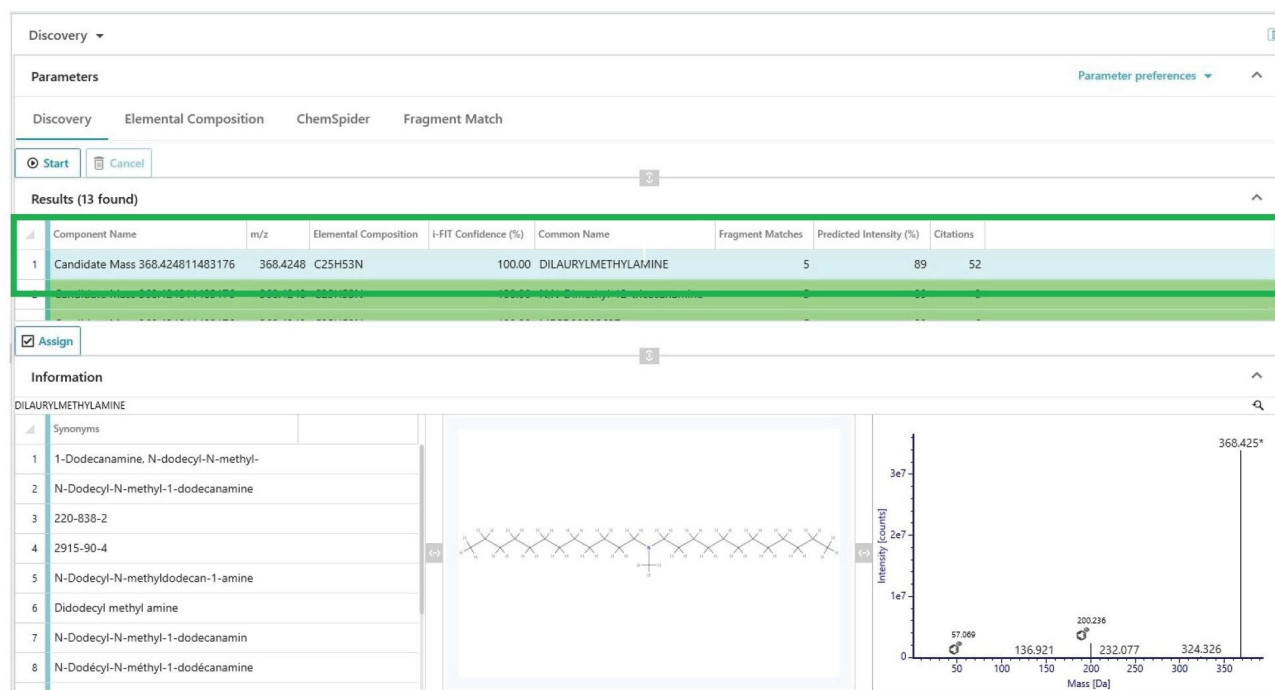 Discovery
Parameters
Parameter preferences
Discovery Elemental Composition ChemSpider Fragment Match
Start Cancel
Results (13 found)
Component Name m/z Elemental Composition i-FIT Confidence (%) Common Name Fragment Matches Predicted Intensity (%) Citations
1 Candidate Mass 368.424811483176 368.4248 C25H53N 100.00 DILAURYLMETHYLAMINE 5 89 52
Assign
Information
DILAURYLMETHYLAMINE
Synonyms
1 1-Dodecanamine, N-dodecyl-N-methyl-
2 N-Dodecyl-N-methyl-1-dodecanamine
3 220-838-2
4 2915-90-4
5 N-Dodecyl-N-methyldodecan-1-amine
6 Didodecyl methyl amine
7 N-Dodecyl-N-methyl-1-dodecanamin
8 N-Dodécyl-N-méthyl-1-dodécanamine
368.425*
3e7
2e7
1e7
0
Intensity [counts]
57.069
136.921
200.236
232.077
324.326
50 100 150 200 250 300 350
Mass [Da]